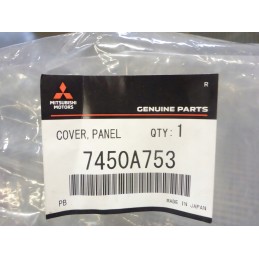 R
MITSUBISHI
MOTORS
GENUINE PARTS
COVER, PANEL QTY: 1
7450A753
PB MADE IN JAPAN